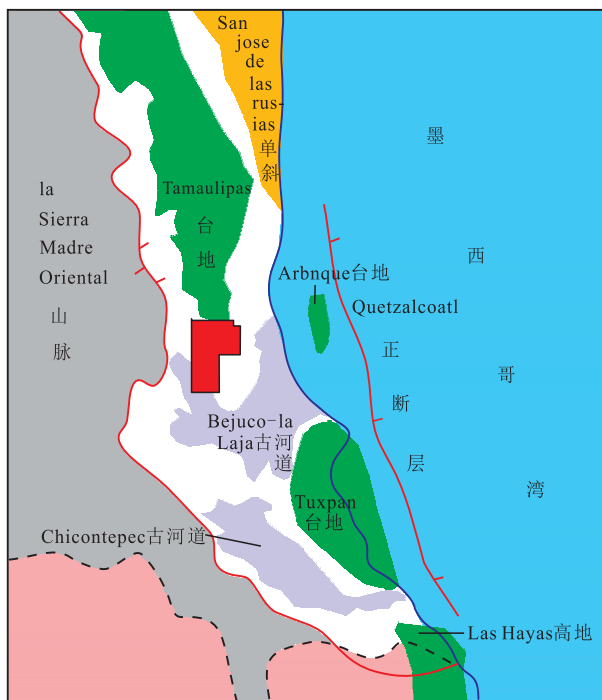 San
jose
de
las
rus-
ias
单
斜
墨
西
哥
湾
la
Sierra
Madre
Oriental
山
脉
Tamaulipas
台
地
Arbnque台地
Quetzalcoatl
正
断
层
Bejuco-la
Laja古河
道
Tuxpan
台地
Chicontepec古河道
Las Hayas高地